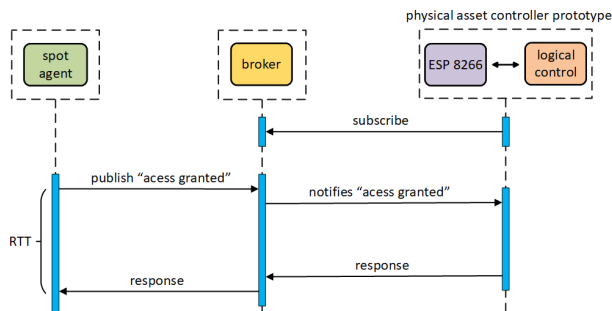 physical asset controller prototype
spot
agent
broker
ESP 8266
logical
control
subscribe
publish “acess granted”
notifies “acess granted”
RTT
response
response